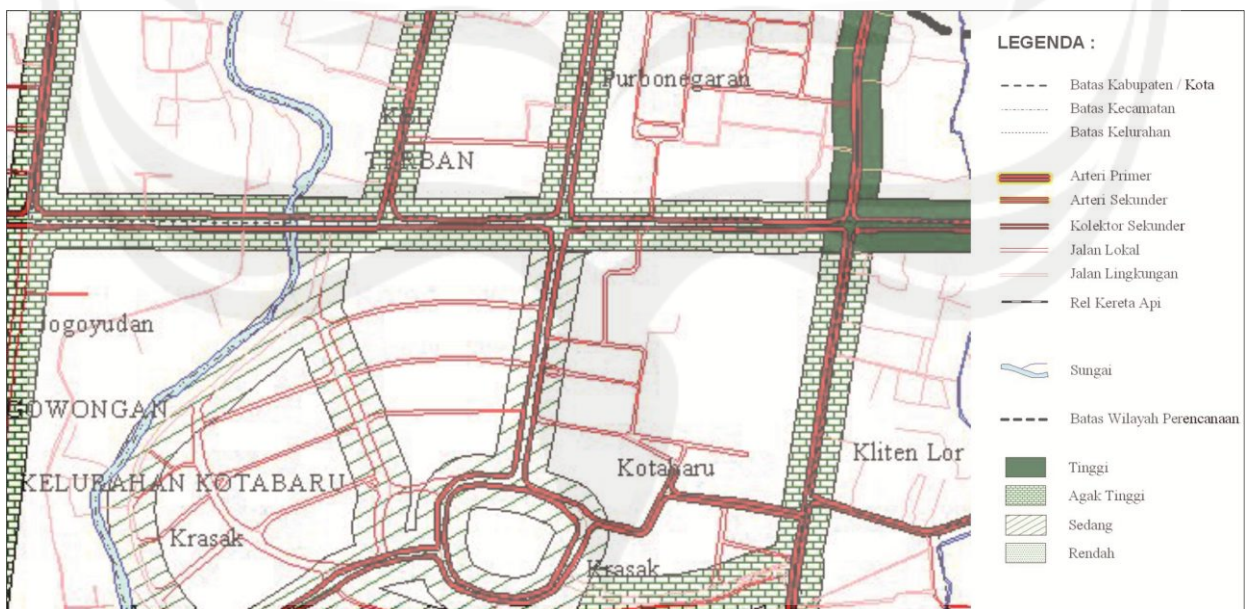 Purbonegaran
TERBAN
Jogoyudan
GOWONGAN
KELURAHAN KOTABARU
Krasak
Kotabaru
Kliten Lor
Krasak
LEGENDA :
Batas Kabupaten / Kota
Batas Kecamatan
Batas Kelurahan
Arteri Primer
Arteri Sekunder
Kolektor Sekunder
Jalan Lokal
Jalan Lingkungan
Rel Kereta Api
Sungai
Batas Wilayah Perencanaan
Tinggi
Agak Tinggi
Sedang
Rendah